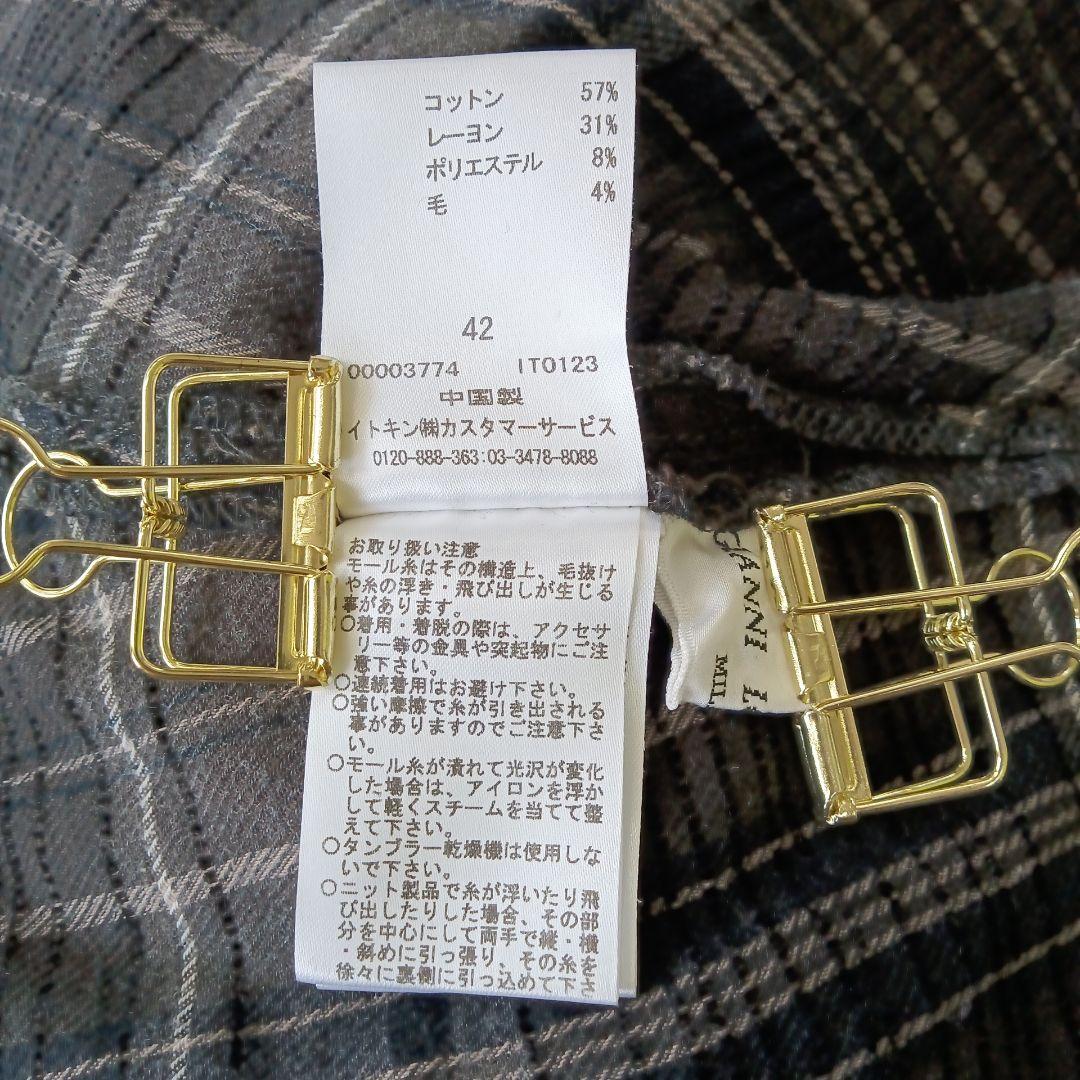 コットン 57%
レーヨン 31%
ポリエステル 8%
毛 4%
42
00003774 IT0123
中国製
イトキン㈱カスタマーサービス
0120-888-363:03-3478-8088
お取り扱い注意
モール糸はその構造上、毛抜け
や糸の浮き・飛び出しが生じる
事があります。
○着用・着脱の際は、アクセサ
リー等の金具や突起物にご注
意下さい。
○連続着用はお避け下さい。
○強い摩擦で糸が引き出される
事がありますのでご注意下さ
い。
○モール糸が潰れて光沢が変化
した場合は、アイロンを浮か
して軽くスチームを当てて整
えて下さい。
○タンブラー乾燥機は使用しな
いで下さい。
○ニット製品で糸が浮いたり飛
び出したりした場合、その部
分を中心にして両手で縦・横
・斜めに引っ張り、その糸を
徐々に裏側に引っ込めて下さ
GIANNI
MIL